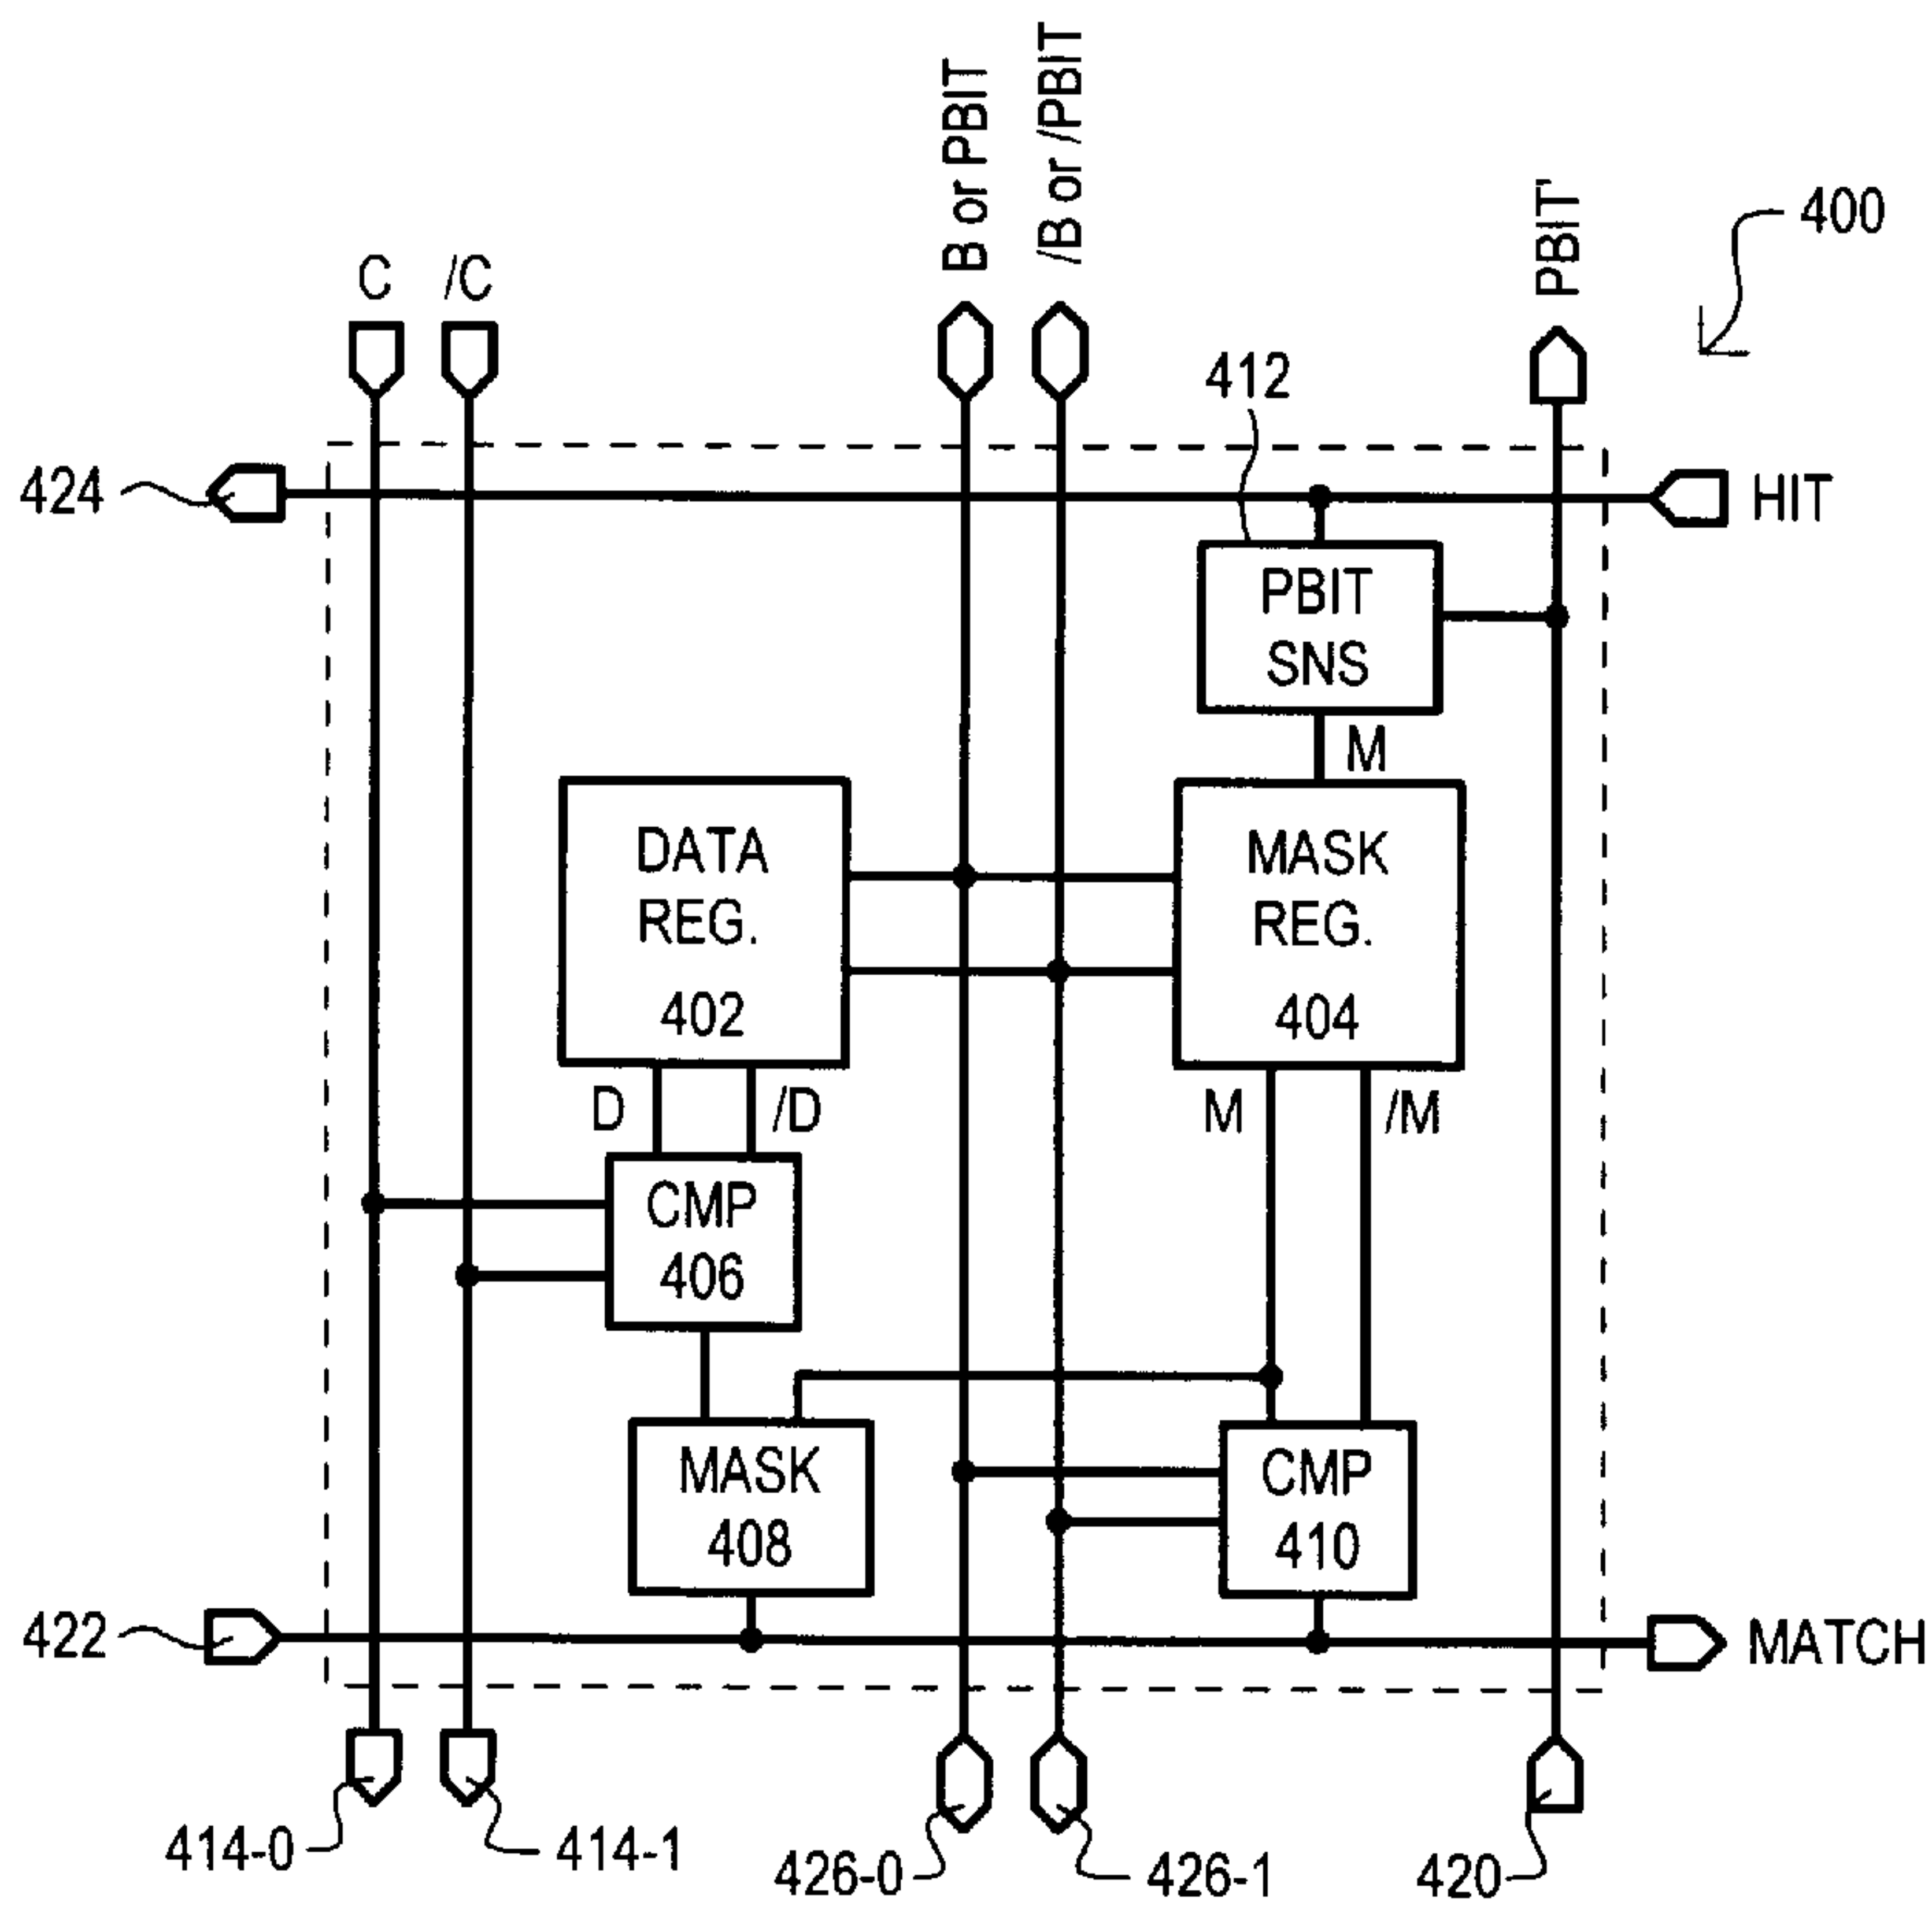 B or PBIT
/B or /PBIT
PBIT
400
C
/C
412
424
HIT
PBIT
SNS
M
DATA
REG.
402
MASK
REG.
404
D
/D
M
/M
CMP
406
MASK
408
CMP
410
422
MATCH
414-0
414-1
426-0
426-1
420